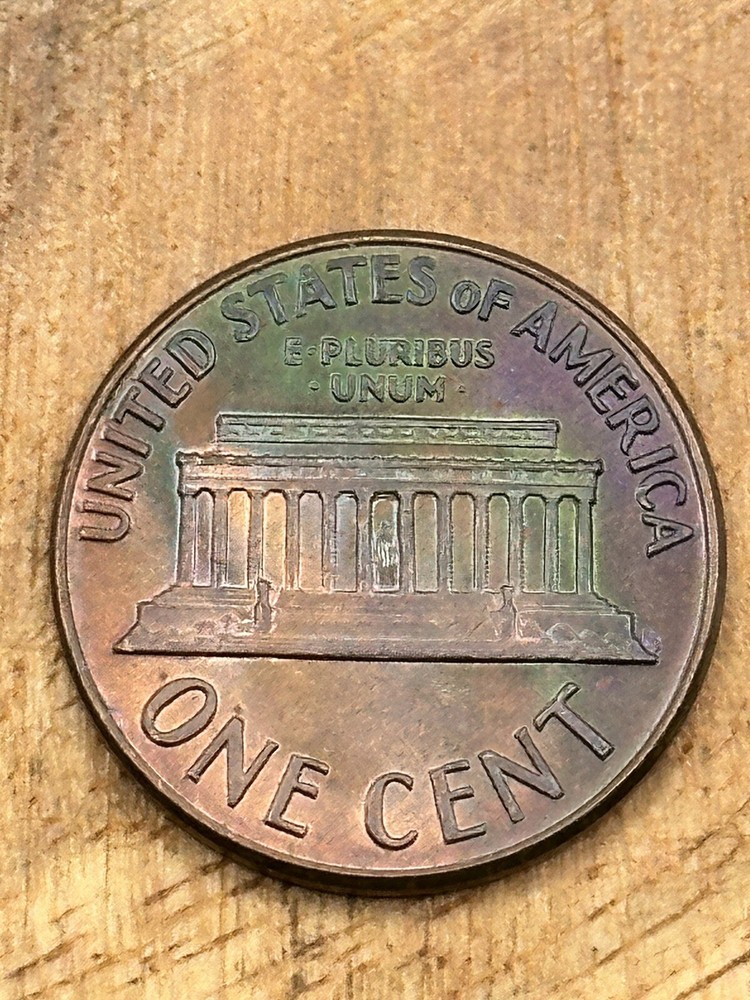 UNITED STATES OF AMERICA
E·PLURIBUS
·UNUM·
ONE CENT